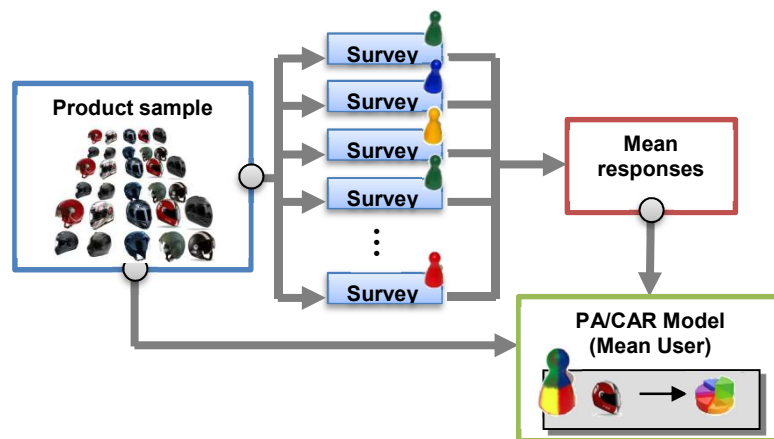 Product sample
Survey
Survey
Survey
Survey
Survey
Mean
responses
PA/CAR Model
(Mean User)